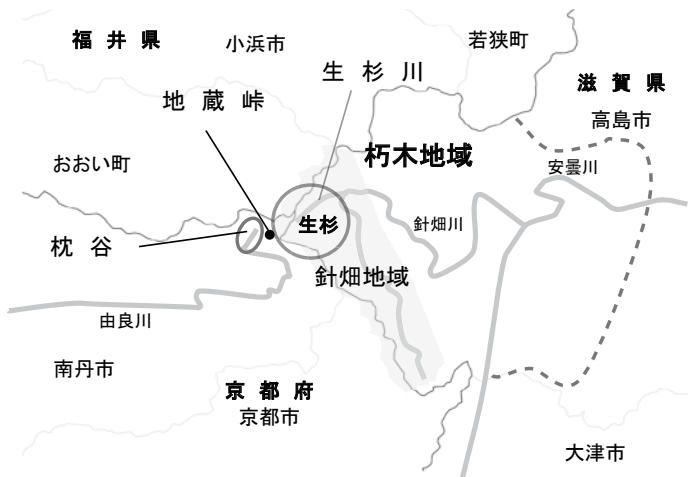 福井県
小浜市
若狭町
生杉川
滋賀県
地蔵峠
高島市
朽木地域
おおい町
安曇川
生杉
針畑川
枕谷
針畑地域
由良川
南丹市
京都府
京都市
大津市